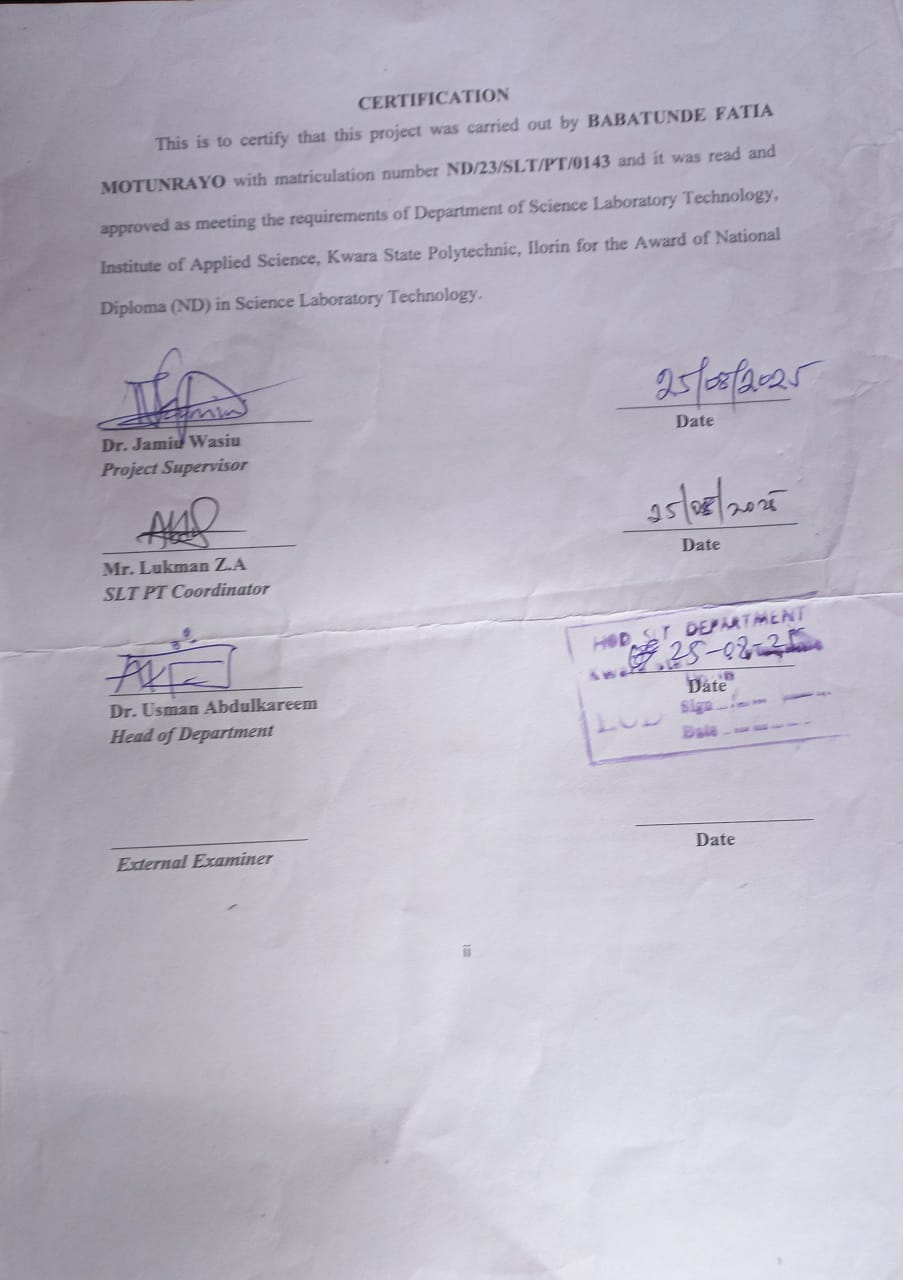 CERTIFICATION
This is to certify that this project was carried out by BABATUNDE FATIA
MOTUNRAYO with matriculation number ND/23/SLT/PT/0143 and it was read and
approved as meeting the requirements of Department of Science Laboratory Technology,
Institute of Applied Science, Kwara State Polytechnic, Ilorin for the Award of National
Diploma (ND) in Science Laboratory Technology.
25/08/2025
Dr. Jamiu Wasiu
Date
Project Supervisor
25/08/2025
Mr. Lukman Z.A
Date
SLT PT Coordinator
HOD SLT DEPARTMENT
25-08-25
Dr. Usman Abdulkareem
Date
Sign
Head of Department
Date
External Examiner
Date
ii